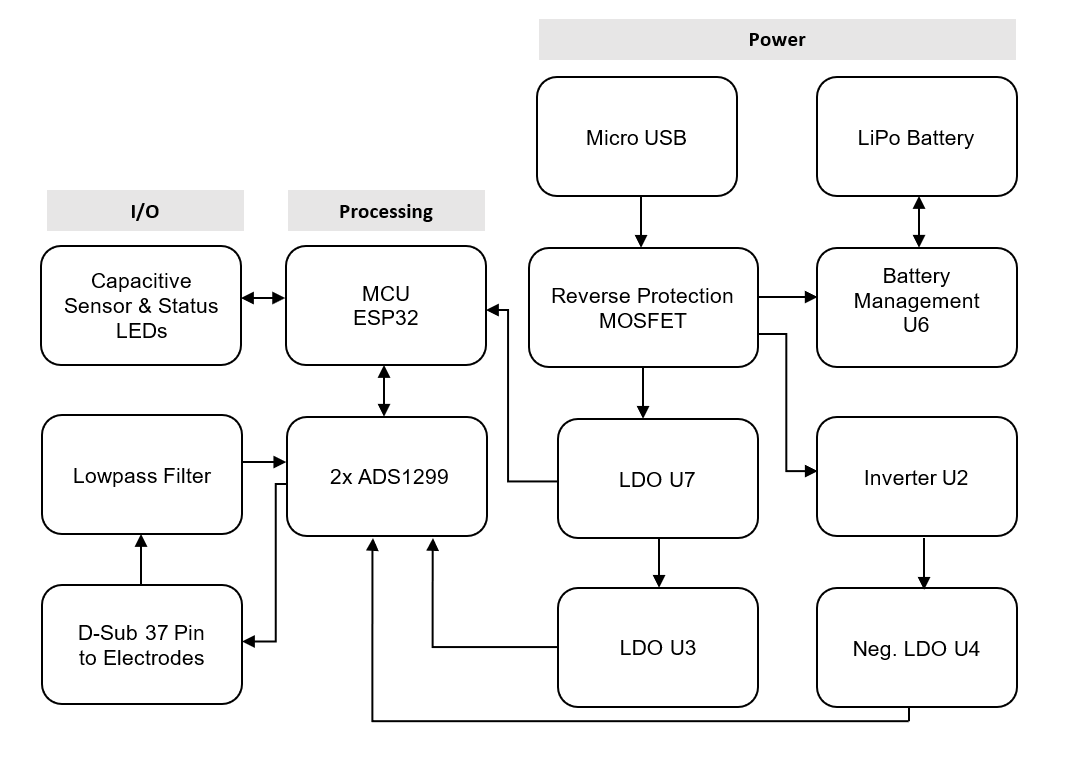 Power
Micro USB
LiPo Battery
I/O
Processing
Capacitive
Sensor & Status
LEDs
MCU
ESP32
Reverse Protection
MOSFET
Battery
Management
U6
Lowpass Filter
2x ADS1299
LDO U7
Inverter U2
D-Sub 37 Pin
to Electrodes
LDO U3
Neg. LDO U4